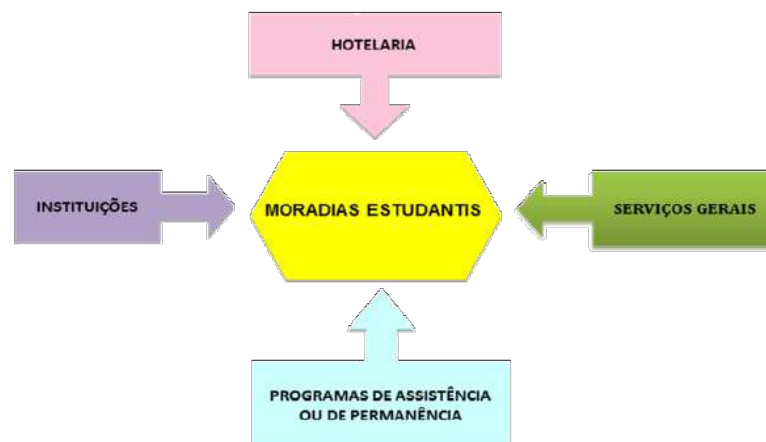 HOTELARIA
INSTITUIÇÕES
MORADIAS ESTUDANTIS
SERVIÇOS GERAIS
PROGRAMAS DE ASSISTÊNCIA
OU DE PERMANÊNCIA